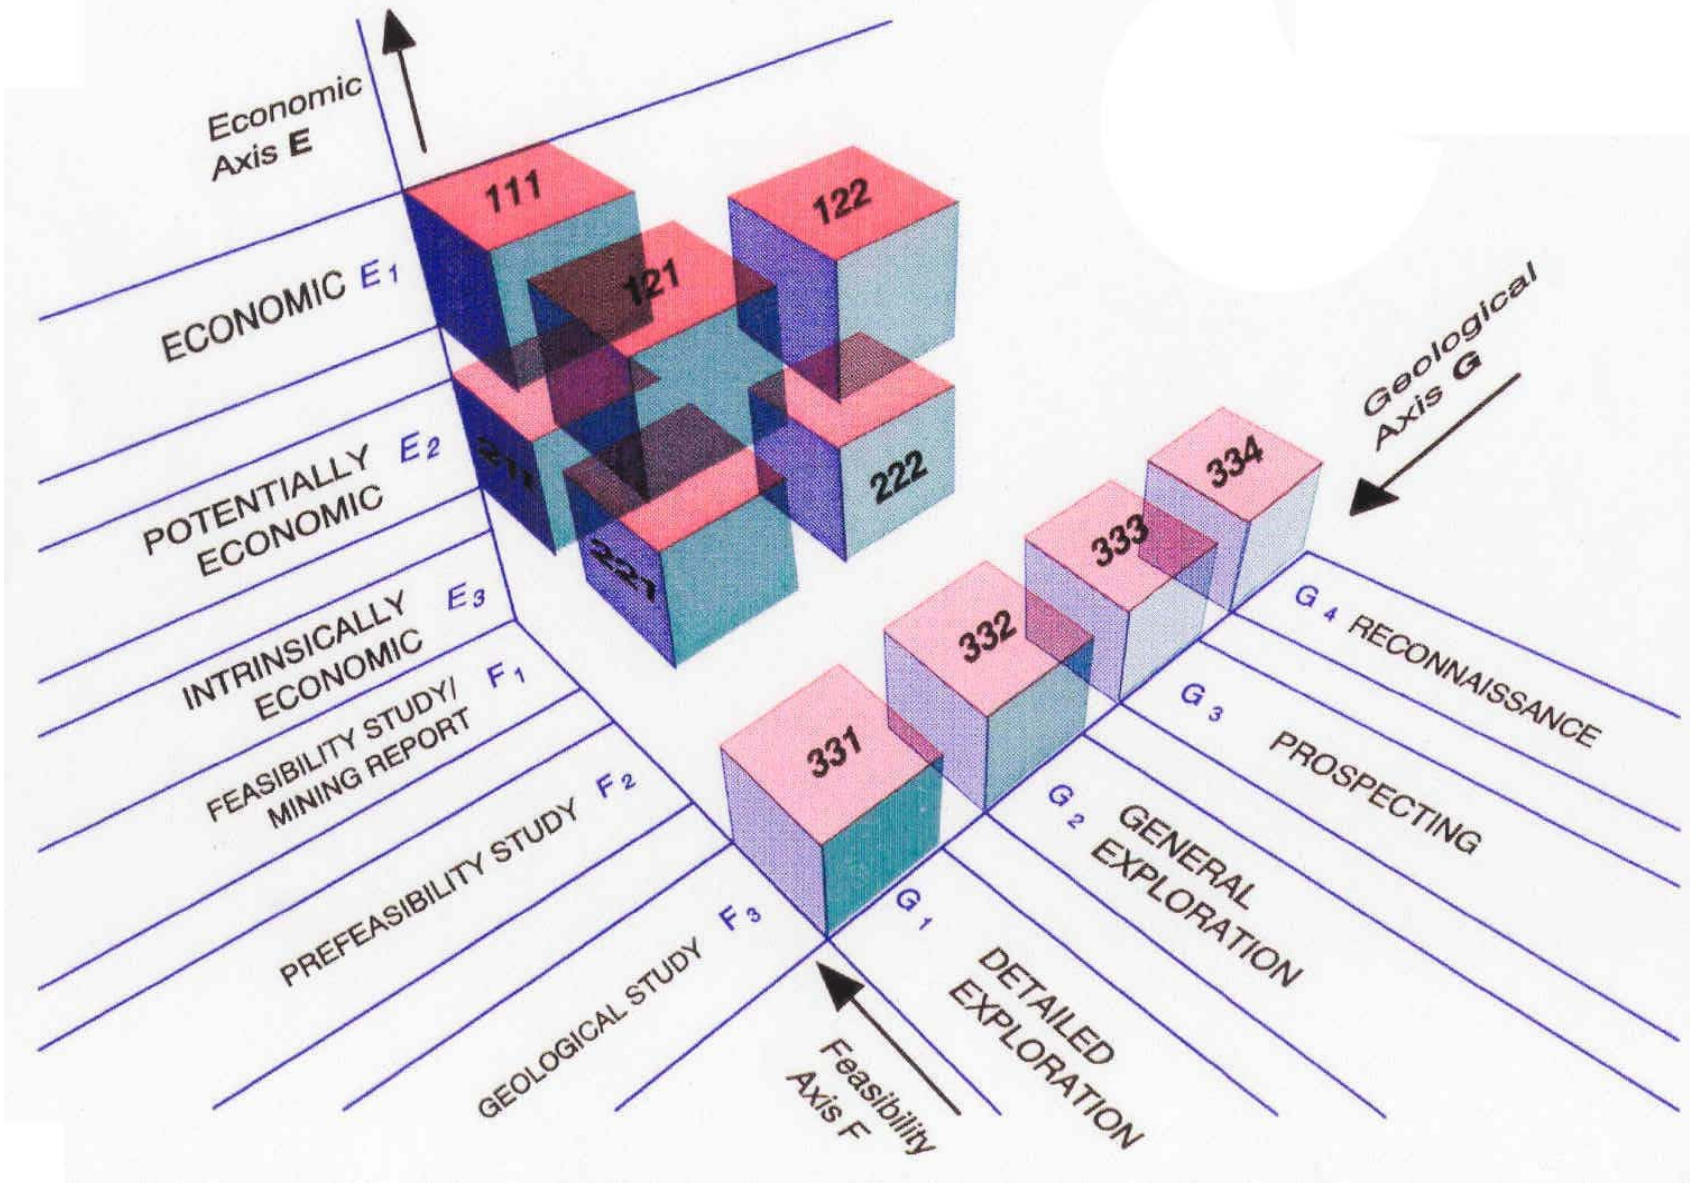 Economic
Axis E
111
122
121
ECONOMIC E1
POTENTIALLY E2
ECONOMIC
211
222
221
INTRINSICALLY E3
ECONOMIC
FEASIBILITY STUDY/ F1
MINING REPORT
PREFEASIBILITY STUDY F2
GEOLOGICAL STUDY F3
Geological
Axis G
334
333
332
331
G4 RECONNAISSANCE
G3 PROSPECTING
G2 GENERAL
EXPLORATION
G1 DETAILED
EXPLORATION
Feasibility
Axis F